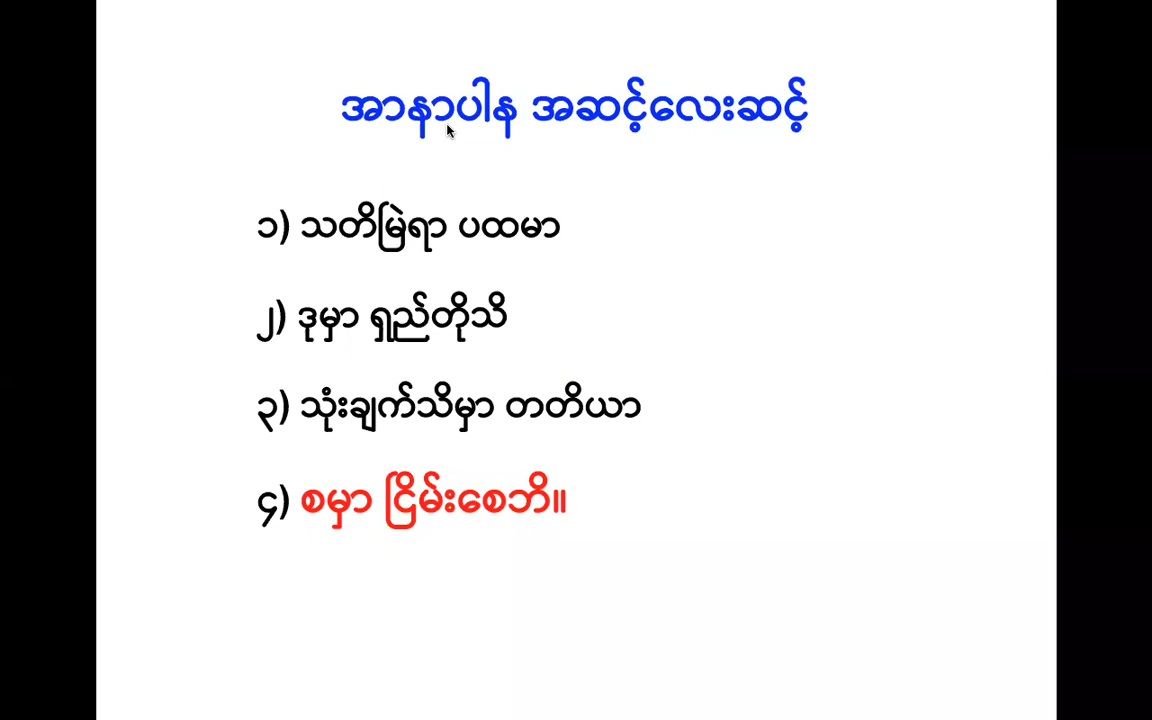 အာနာပါန အဆင့်လေးဆင့်
၁) သတိမြဲရာ ပထမာ
၂) ဒုမှာ ရှည်တိုသိ
၃) သုံးချက်သိမှာ တတိယာ
၄) စမှာ ငြိမ်းစေဘိ။